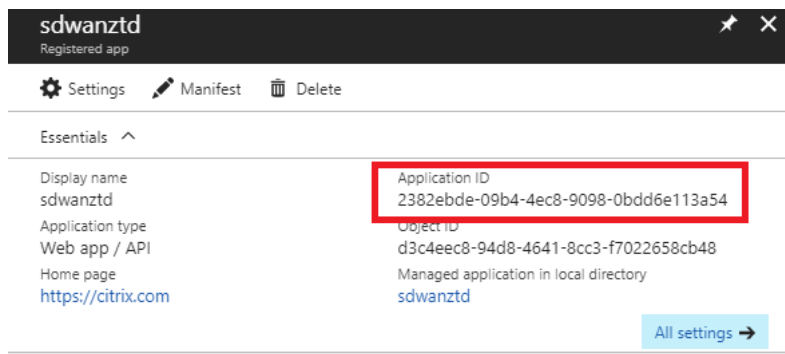 sdwanztd
Registered app
Settings Manifest Delete
Essentials
Display name
sdwanztd
Application ID
2382ebde-09b4-4ec8-9098-0bdd6e113a54
Application type
Web app / API
Object ID
d3c4eec8-94d8-4641-8cc3-f7022658cb48
Home page
https://citrix.com
Managed application in local directory
sdwanztd
All settings